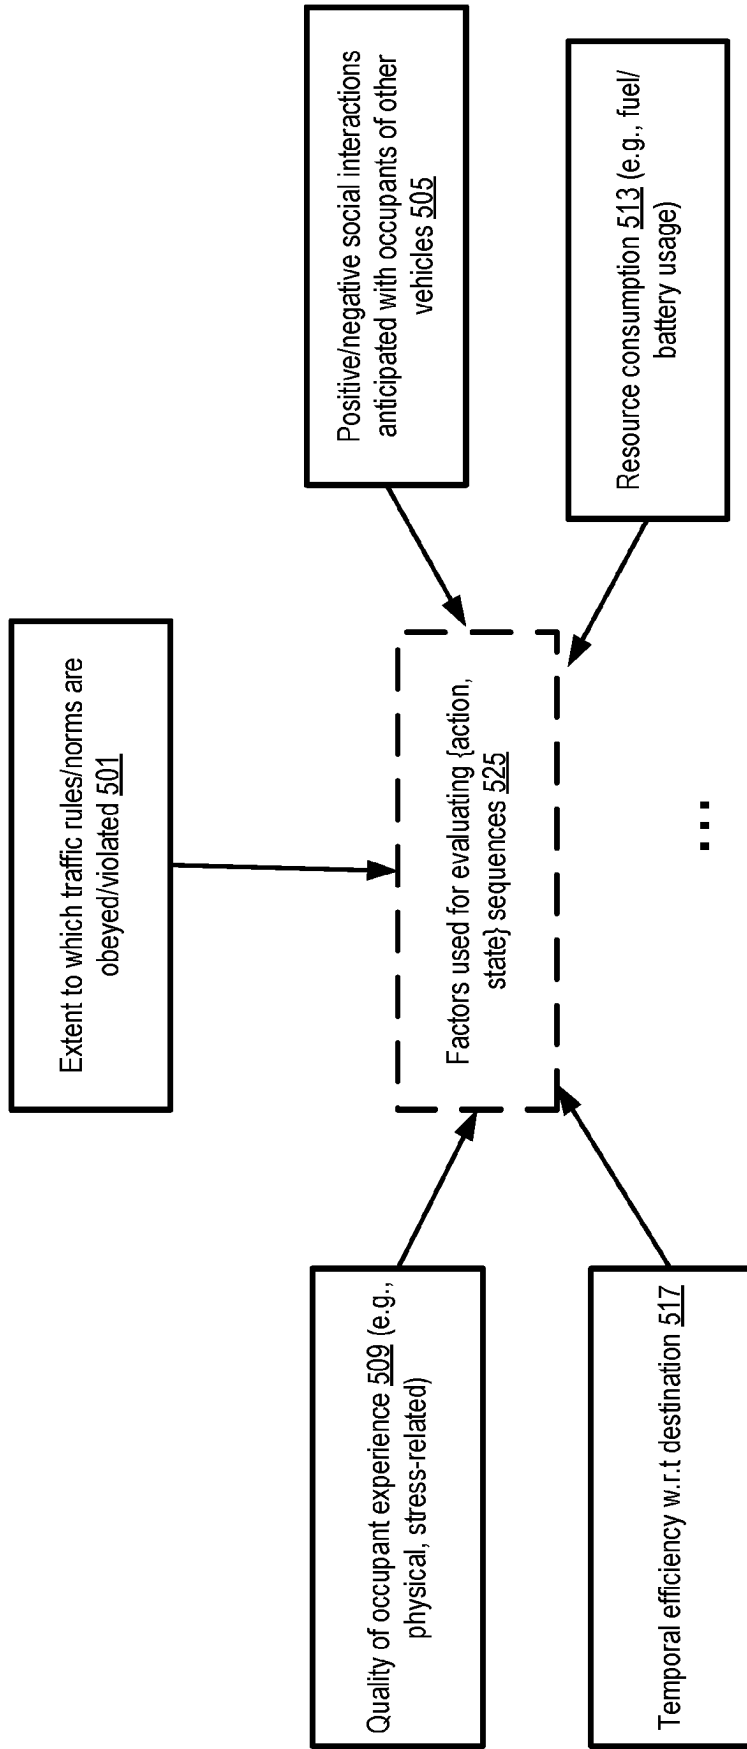 Extent to which traffic rules/norms are
obeyed/violated 501
Quality of occupant experience 509 (e.g.,
physical, stress-related)
Factors used for evaluating {action,
state} sequences 525
Positive/negative social interactions
anticipated with occupants of other
vehicles 505
Temporal efficiency w.r.t destination 517
Resource consumption 513 (e.g., fuel/
battery usage)
...